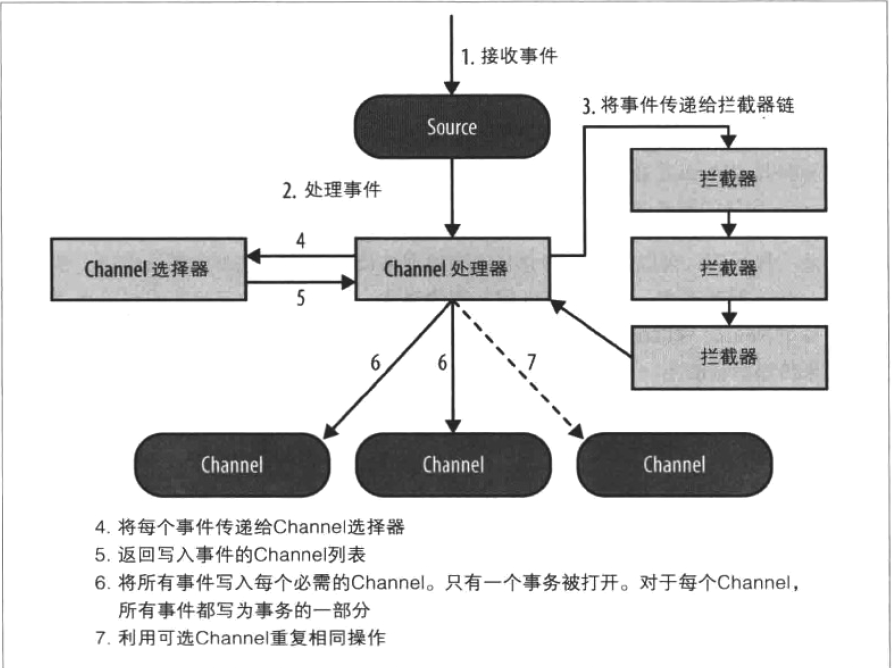 1. 接收事件
Source
3. 将事件传递给拦截器链
拦截器
2. 处理事件
4
Channel 选择器
Channel 处理器
拦截器
5
拦截器
6
6
7
Channel
Channel
Channel
4. 将每个事件传递给Channel选择器
5. 返回写入事件的Channel列表
6. 将所有事件写入每个必需的Channel。只有一个事务被打开。对于每个Channel，
所有事件都写为事务的一部分
7. 利用可选Channel重复相同操作